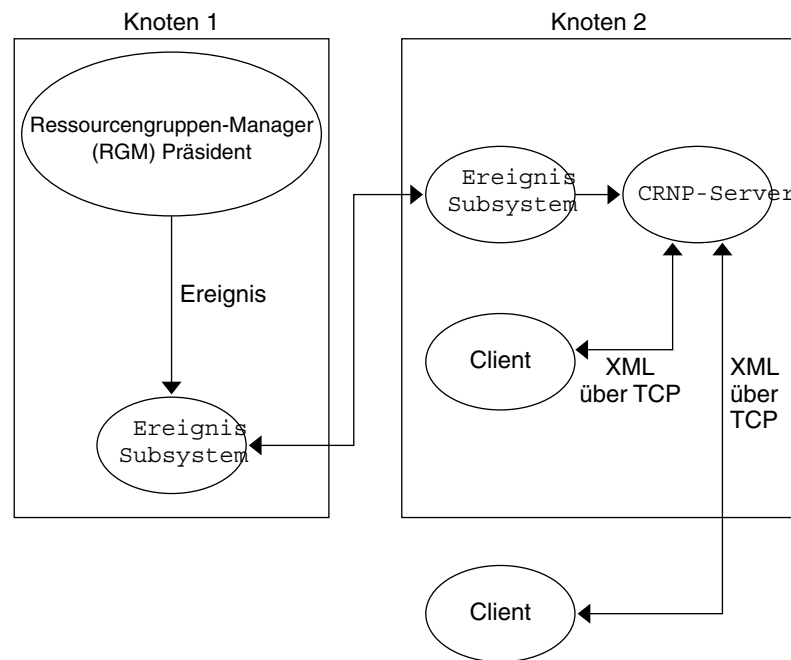 Knoten 1
Ressourcengruppen-Manager
(RGM) Präsident
Ereignis
Ereignis
Subsystem
Knoten 2
Ereignis
Subsystem
CRNP-Server
Client
XML
über TCP
XML
über
TCP
Client